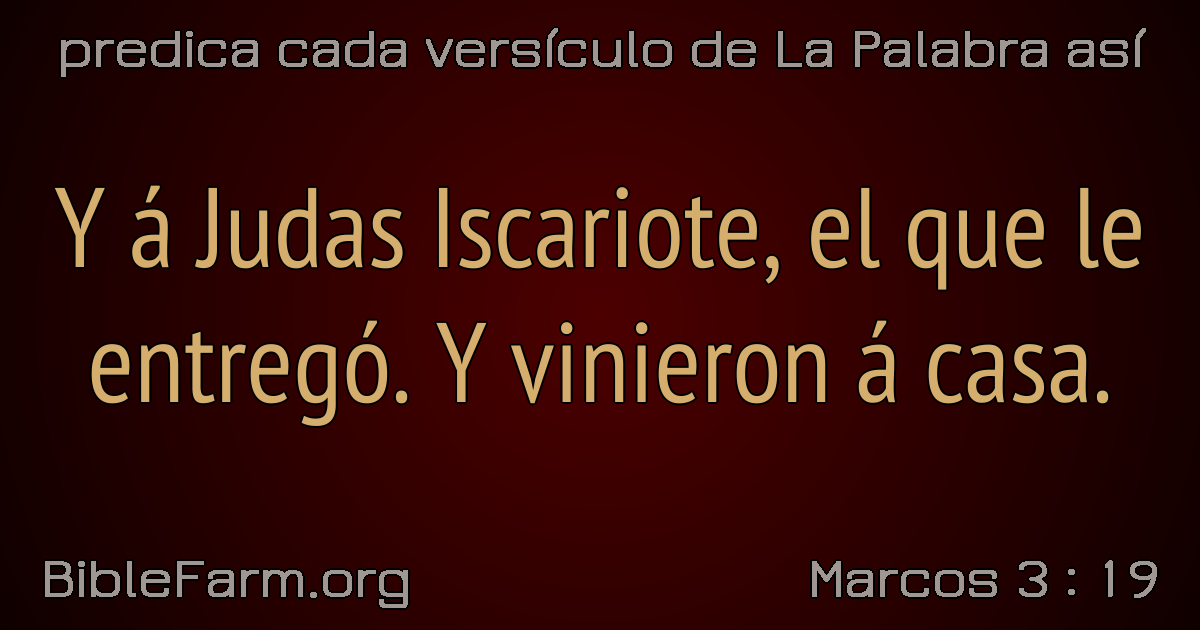 predica cada versículo de La Palabra así
Y á Judas Iscariote, el que le
entregó. Y vinieron á casa.
BibleFarm.org
Marcos 3 : 19